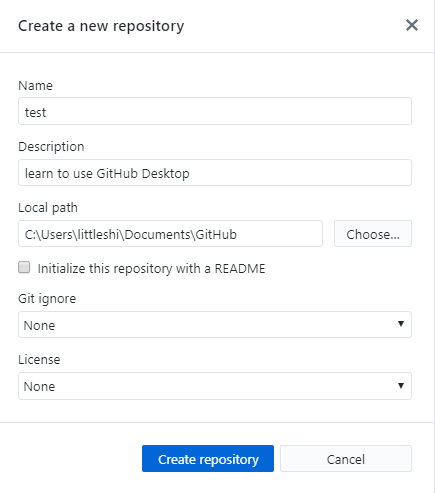 Create a new repository
Name
test
Description
learn to use GitHub Desktop
Local path
C:\Users\littleshi\Documents\GitHub
Choose...
Initialize this repository with a README
Git ignore
None
License
None
Create repository
Cancel